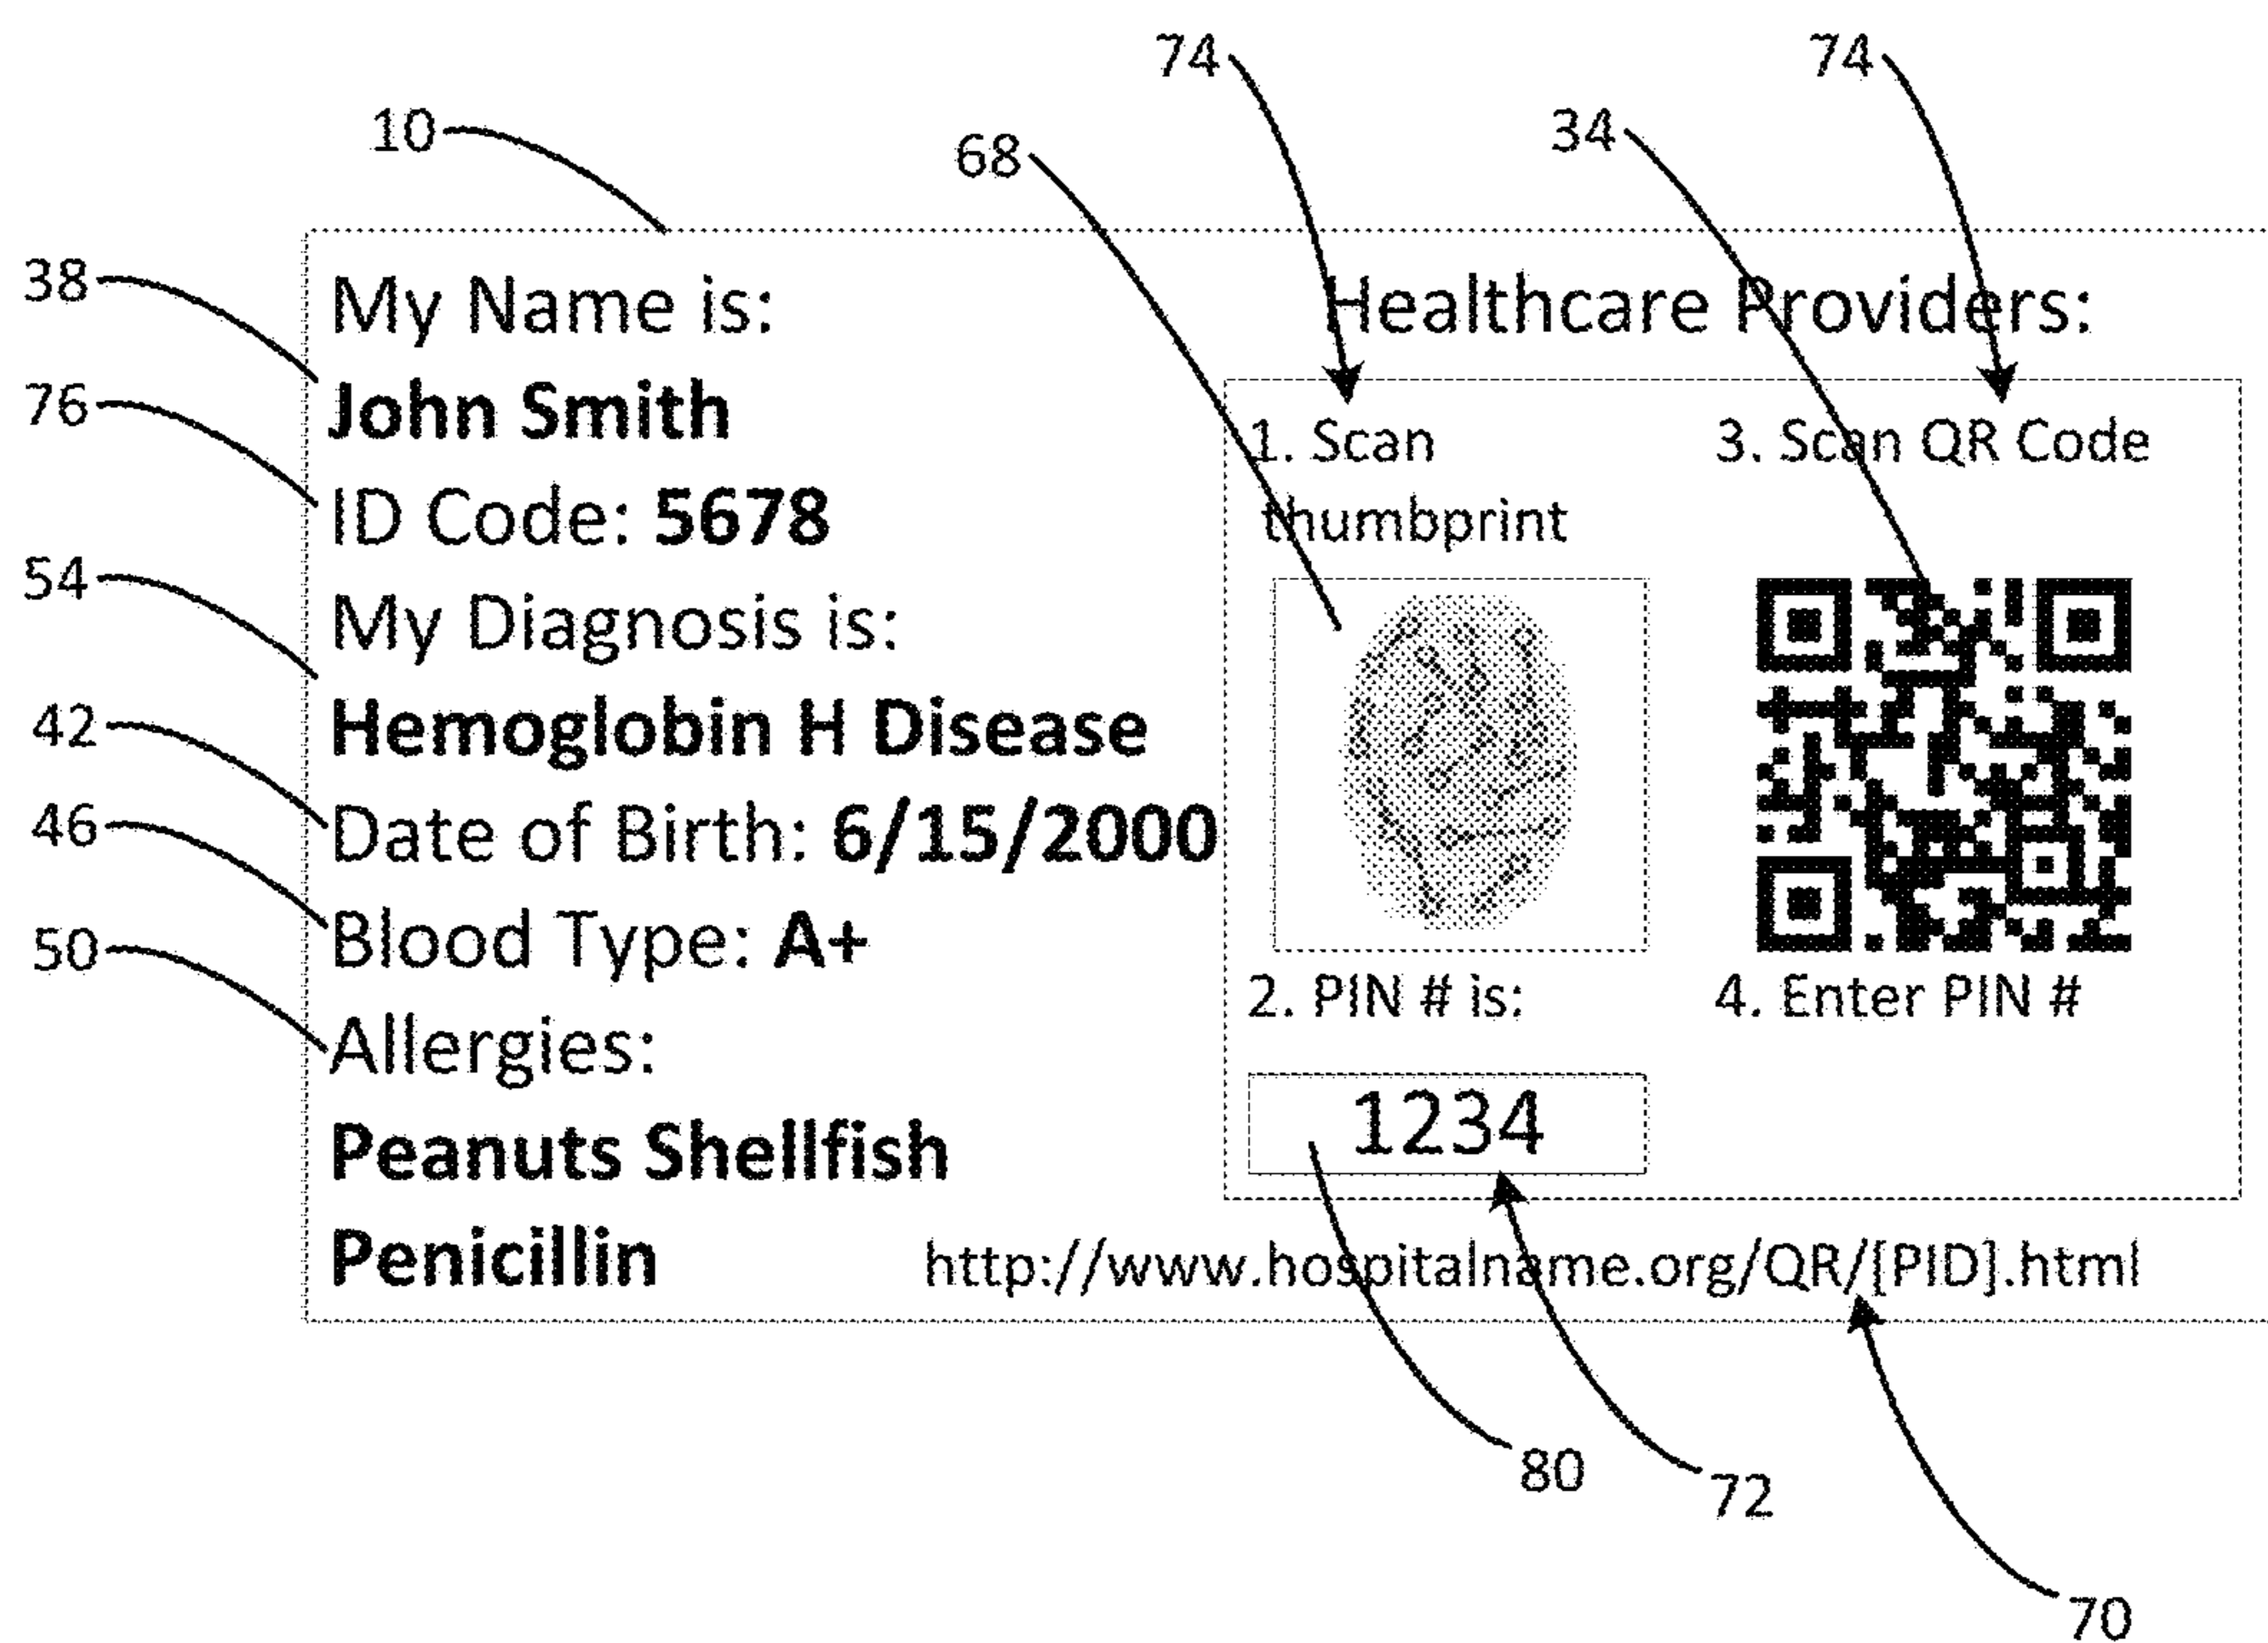 74 74
10 68 34
38 My Name is: Healthcare Providers:
76 John Smith 1. Scan 3. Scan QR Code
ID Code: 5678 thumbprint
54 My Diagnosis is:
42 Hemoglobin H Disease
46 Date of Birth: 6/15/2000
50 Blood Type: A+ 2. PIN # is: 4. Enter PIN #
Allergies:
Peanuts Shellfish 1234
Penicillin http://www.hospitalname.org/QR/[PID].html
80 72
70